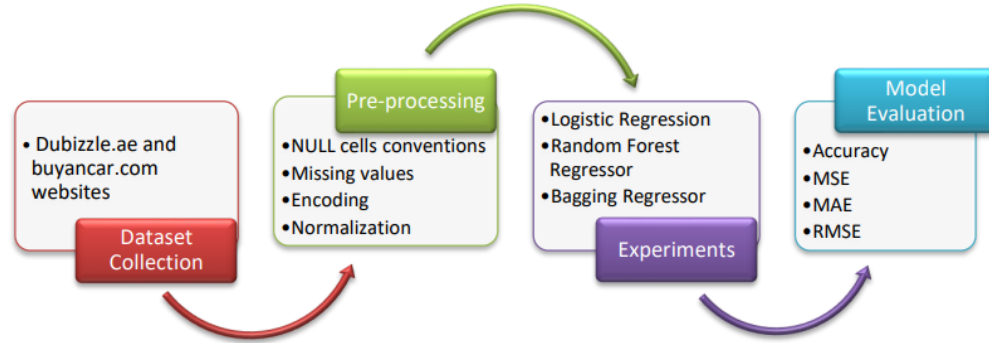 • Dubizzle.ae and
buyancar.com
websites
Dataset
Collection
Pre-processing
•NULL cells conventions
•Missing values
•Encoding
•Normalization
•Logistic Regression
•Random Forest
Regressor
•Bagging Regressor
Experiments
Model
Evaluation
•Accuracy
•MSE
•MAE
•RMSE